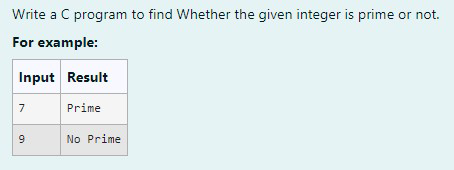 Write a C program to find Whether the given integer is prime or not.
For example:
Input Result
7 Prime
9 No Prime